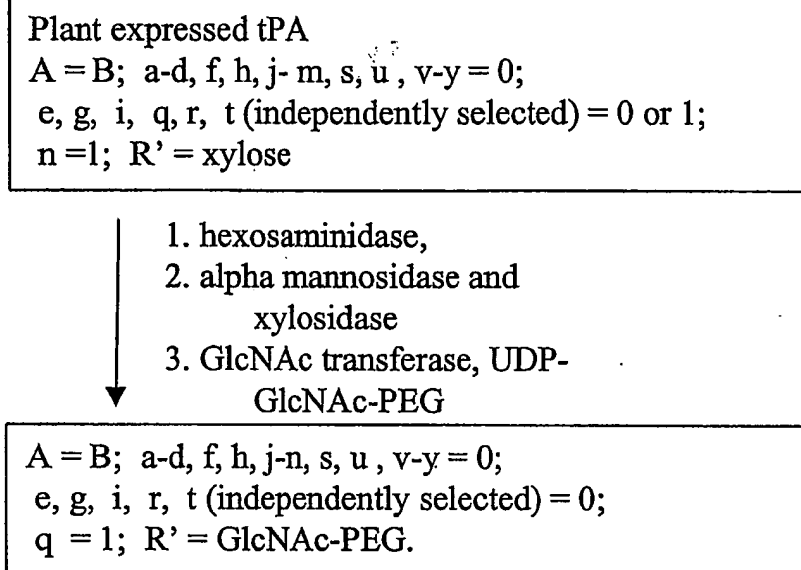 Plant expressed tPA
A = B; a-d, f, h, j- m, s, u , v-y = 0;
e, g, i, q, r, t (independently selected) = 0 or 1;
n =1; R’ = xylose
1. hexosaminidase,
2. alpha mannosidase and
xylosidase
3. GlcNAc transferase, UDP-
GlcNAc-PEG
A = B; a-d, f, h, j-n, s, u , v-y = 0;
e, g, i, r, t (independently selected) = 0;
q = 1; R’ = GlcNAc-PEG.